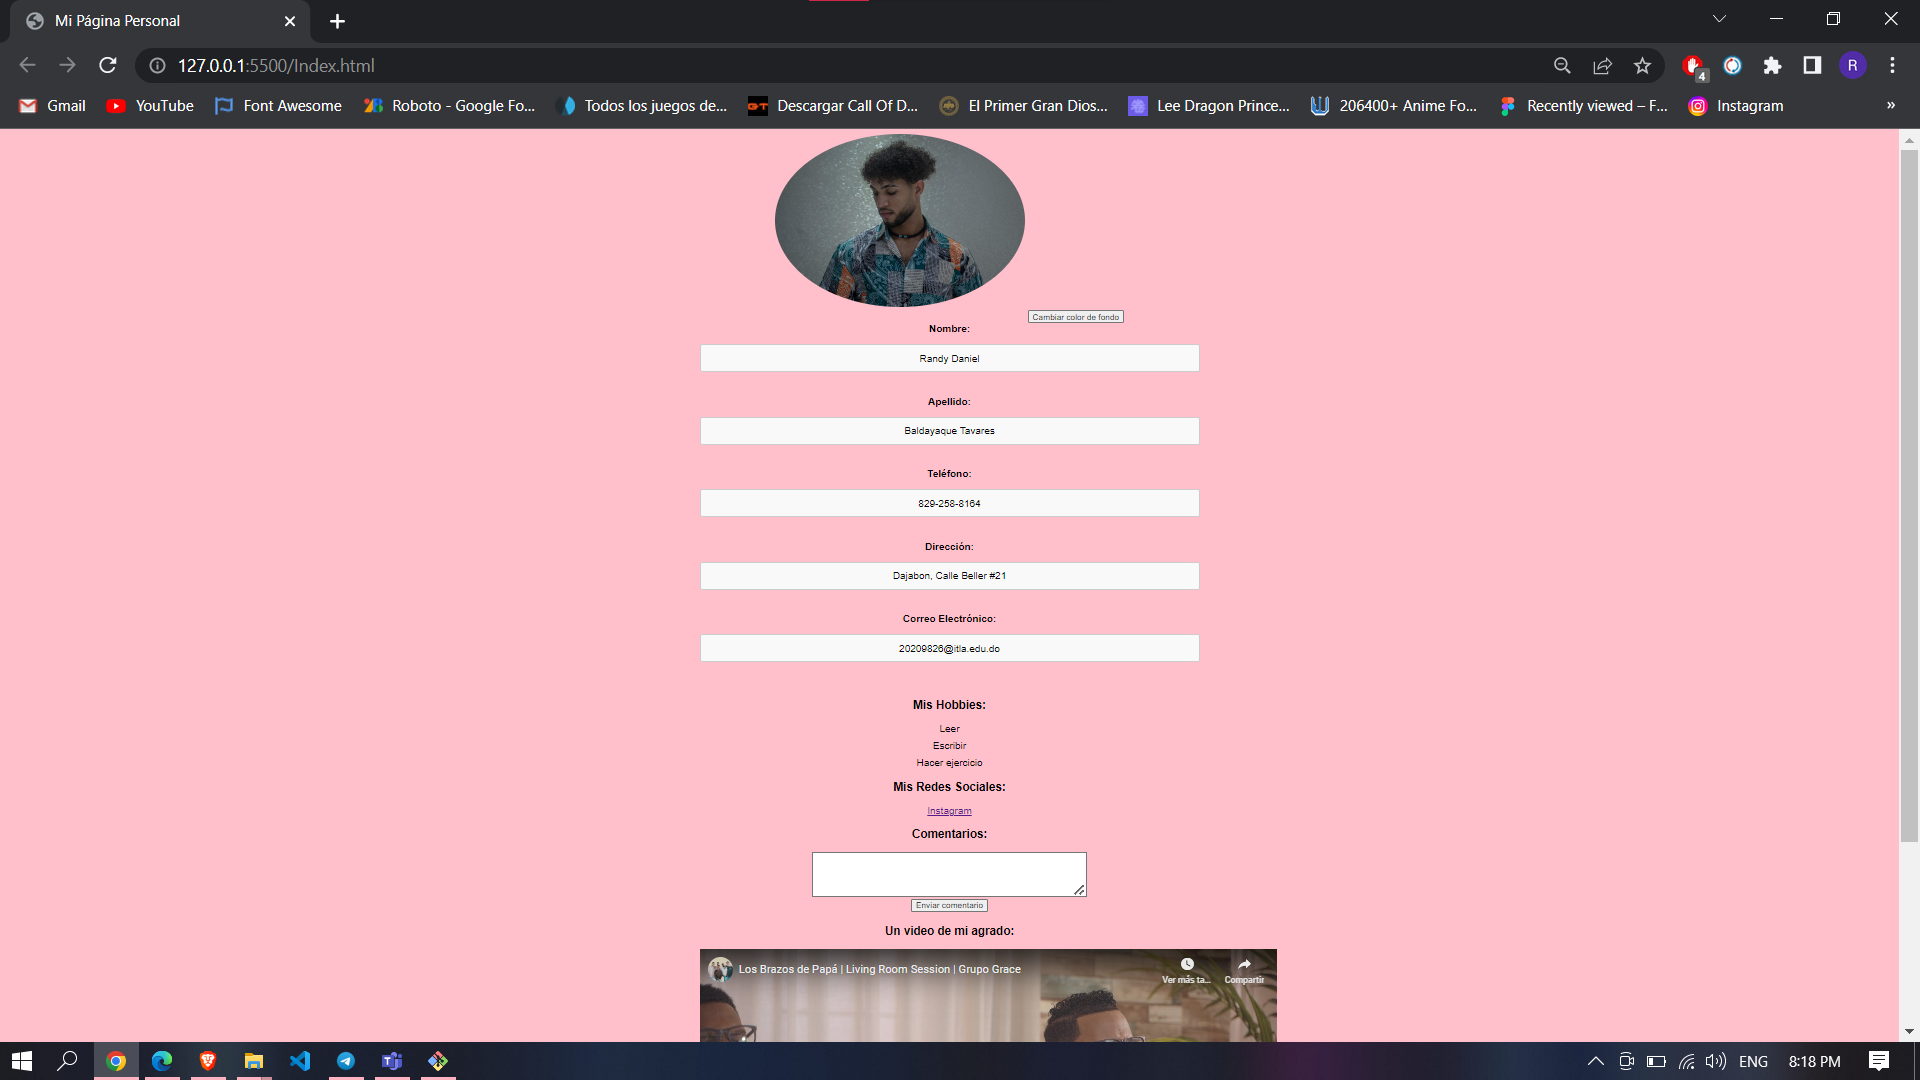 Mi Página Personal
127.0.0.1:5500/Index.html
4
R
Gmail
YouTube
Font Awesome
Roboto - Google Fo...
Todos los juegos de...
Descargar Call Of D...
El Primer Gran Dios...
Lee Dragon Prince...
206400+ Anime Fo...
Recently viewed – F...
Instagram
»
Cambiar color de fondo
Nombre:
Randy Daniel
Apellido:
Baldayaque Tavares
Teléfono:
829-258-8164
Dirección:
Dajabon, Calle Beller #21
Correo Electrónico:
20209826@itla.edu.do
Mis Hobbies:
Leer
Escribir
Hacer ejercicio
Mis Redes Sociales:
Instagram
Comentarios:
Enviar comentario
Un video de mi agrado:
Los Brazos de Papá | Living Room Session | Grupo Grace
Ver más ta...
Compartir
ENG
8:18 PM